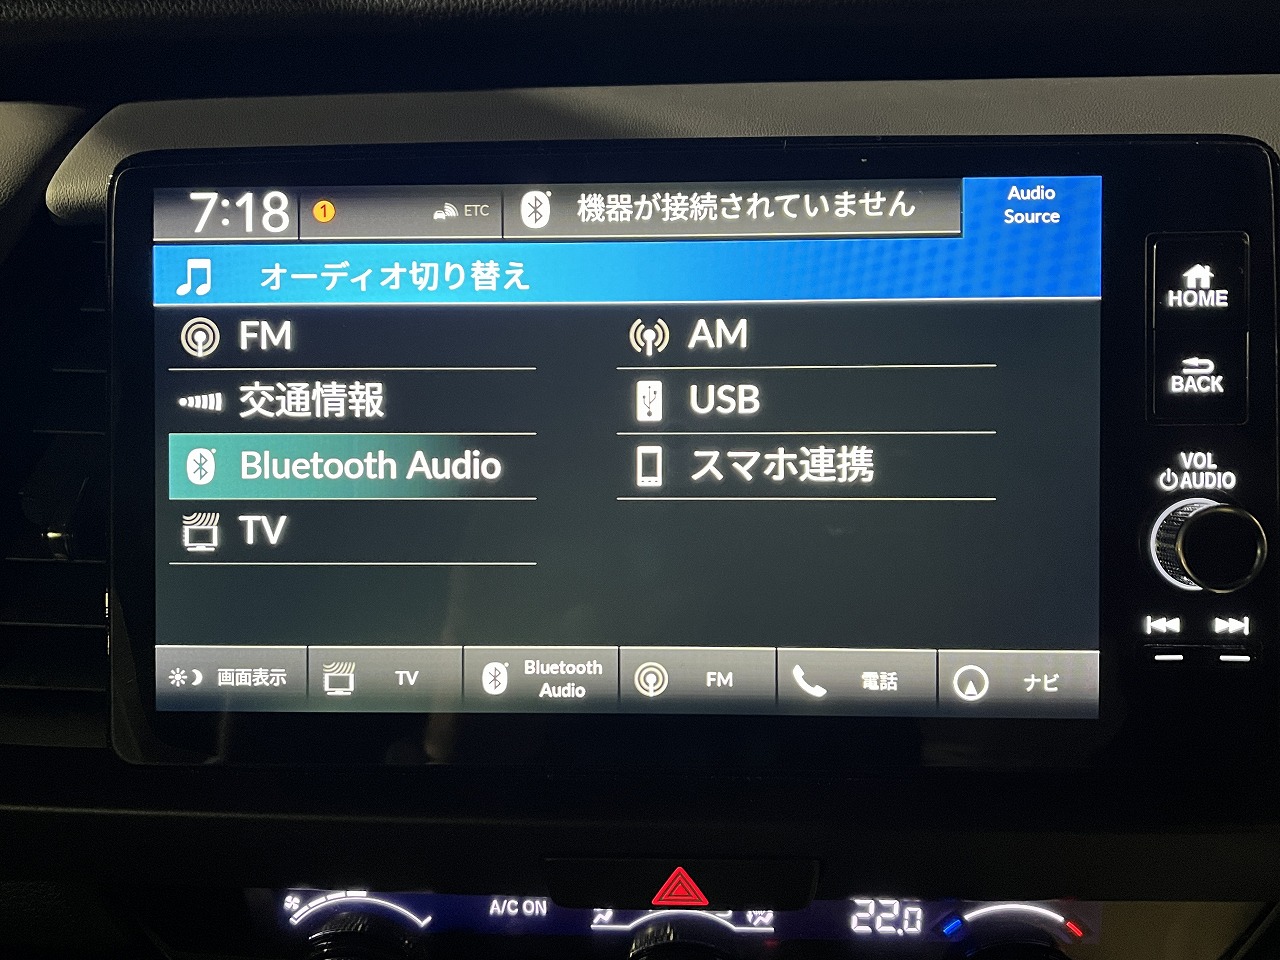 7:18
1
ETC
機器が接続されていません
Audio
Source
オーディオ切り替え
FM
AM
交通情報
USB
Bluetooth Audio
スマホ連携
TV
画面表示
TV
Bluetooth
Audio
FM
電話
ナビ
HOME
BACK
VOL
AUDIO
A/C ON
22.0